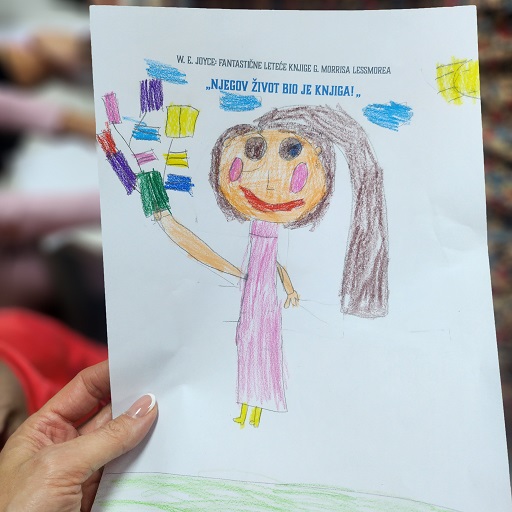 W. E. JOYCE: FANTASTIČNE LETEĆE KNJIGE G. MORRISA LESSMOREA
„NJEGOV ŽIVOT BIO JE KNJIGA! „